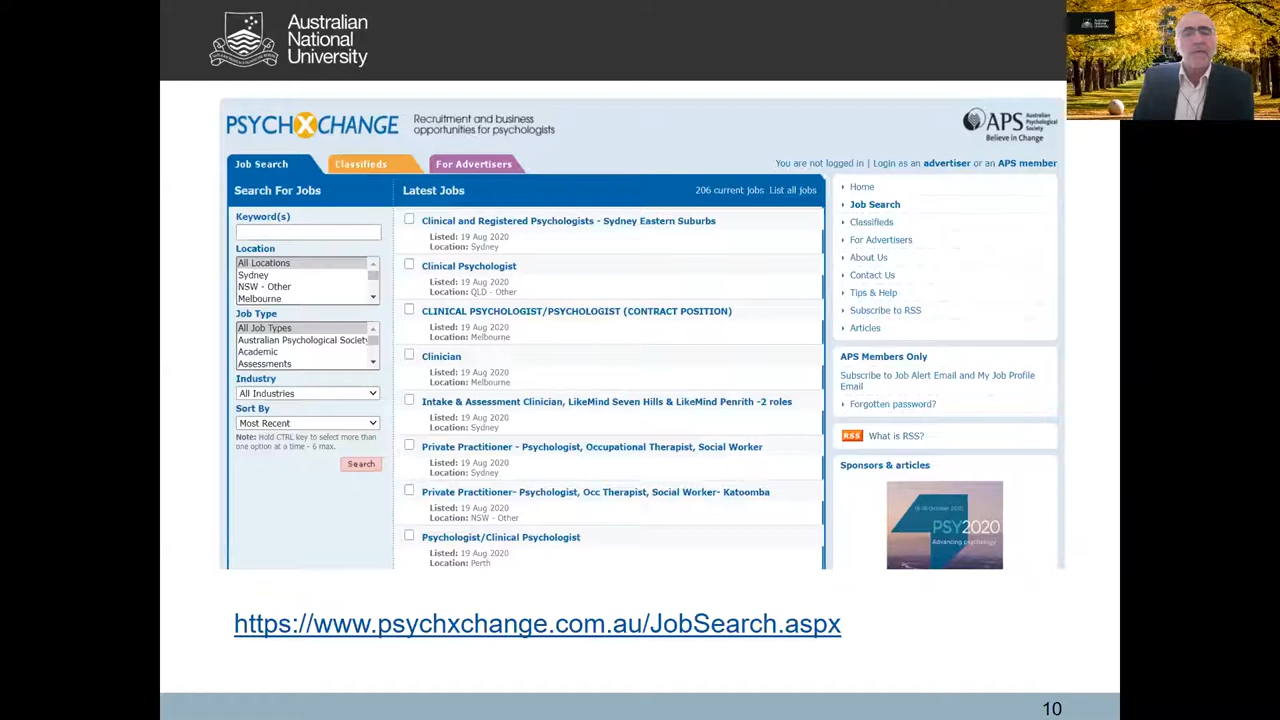 Australian
National
University
PSYCHXCHANGE
Recruitment and business
opportunities for psychologists
APS
Australian
Psychological
Society
Believe in Change
Job Search
Classifieds
For Advertisers
You are not logged in | Login as an advertiser or an APS member
Search For Jobs
Keyword(s)
Location
All Locations
Sydney
NSW - Other
Melbourne
Job Type
All Job Types
Australian Psychological Society
Academic
Assessments
Industry
All Industries
Sort By
Most Recent
Note: Hold CTRL key to select more than
one option at a time - 6 max.
Search
Latest Jobs
206 current jobs List all jobs
Clinical and Registered Psychologists - Sydney Eastern Suburbs
Listed: 19 Aug 2020
Location: Sydney
Clinical Psychologist
Listed: 19 Aug 2020
Location: QLD - Other
CLINICAL PSYCHOLOGIST/PSYCHOLOGIST (CONTRACT POSITION)
Listed: 19 Aug 2020
Location: Melbourne
Clinician
Listed: 19 Aug 2020
Location: Melbourne
Intake & Assessment Clinician, LikeMind Seven Hills & LikeMind Penrith -2 roles
Listed: 19 Aug 2020
Location: Sydney
Private Practitioner - Psychologist, Occupational Therapist, Social Worker
Listed: 19 Aug 2020
Location: Sydney
Private Practitioner- Psychologist, Occ Therapist, Social Worker- Katoomba
Listed: 19 Aug 2020
Location: NSW - Other
Psychologist/Clinical Psychologist
Listed: 19 Aug 2020
Location: Perth
Home
Job Search
Classifieds
For Advertisers
About Us
Contact Us
Tips & Help
Subscribe to RSS
Articles
APS Members Only
Subscribe to Job Alert Email and My Job Profile
Email
Forgotten password?
RSS What is RSS?
Sponsors & articles
PSY2020
Advancing psychology
https://www.psychxchange.com.au/JobSearch.aspx
10